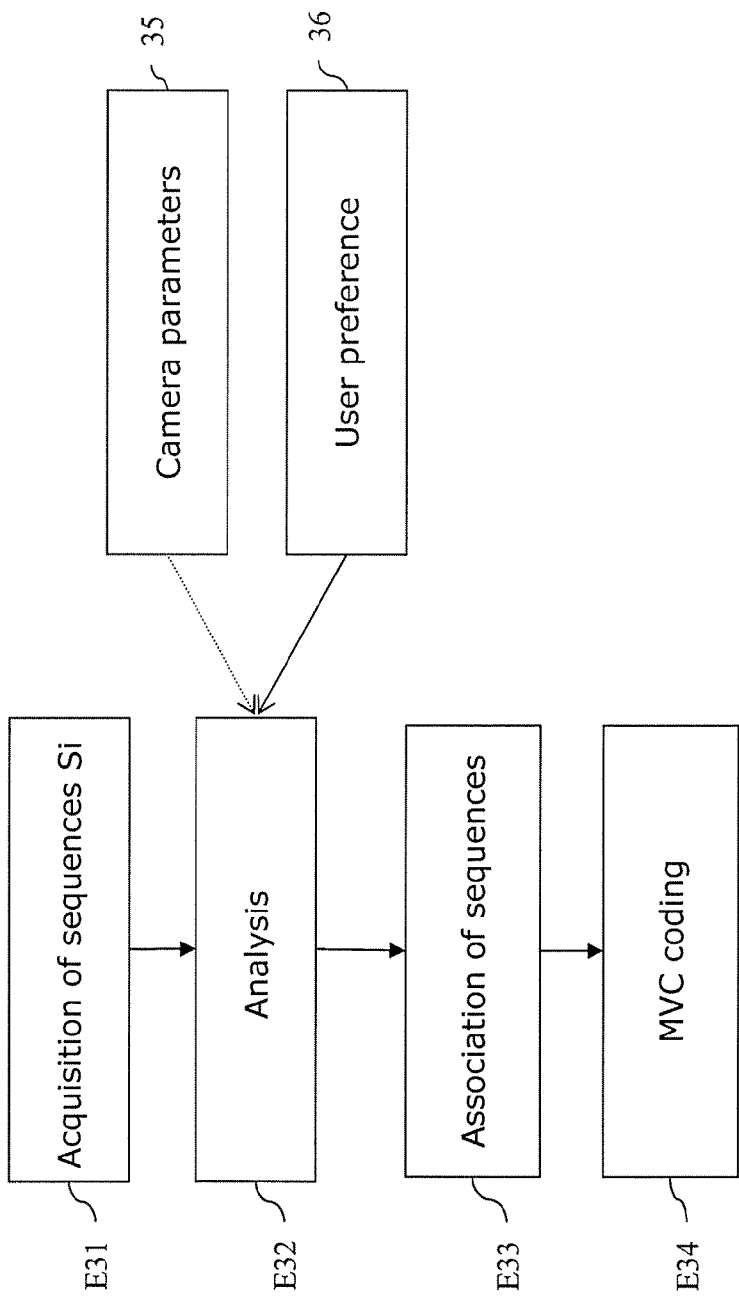 E31
Acquisition of sequences Si
E32
Analysis
E33
Association of sequences
E34
MVC coding
Camera parameters
35
User preference
36